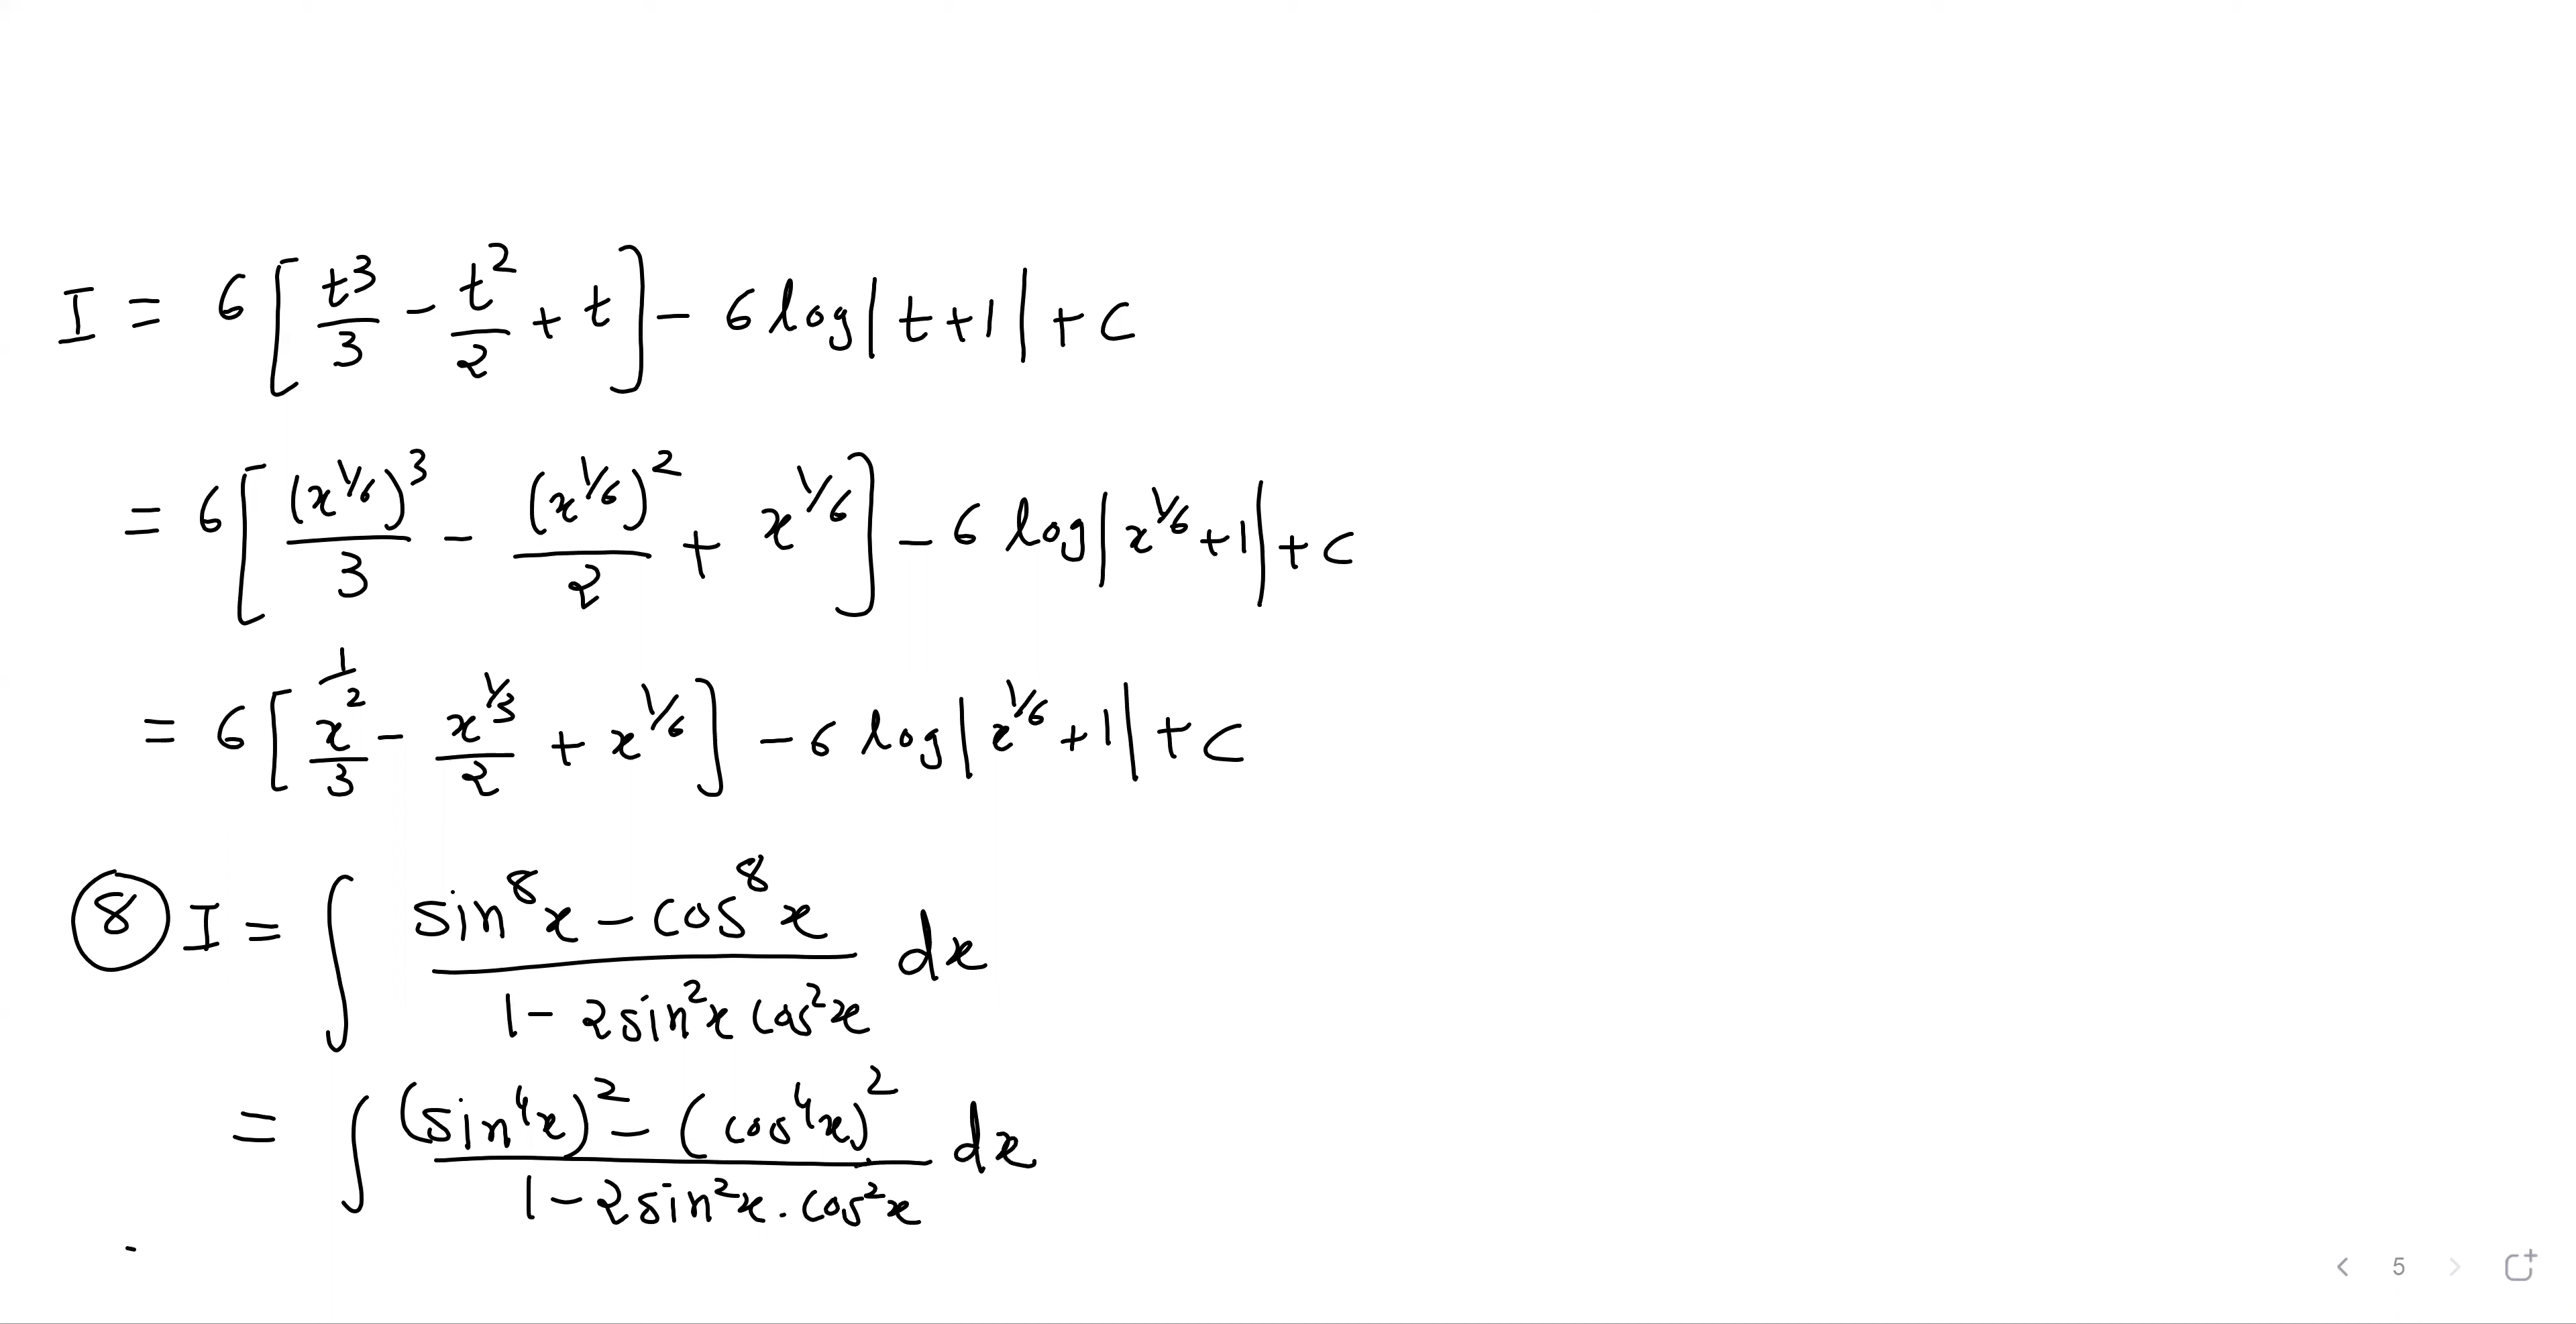 I = 6[t³/3 - t²/2 + t] - 6 log|t+1| + c
= 6[(x^1/6)³/3 - (x^1/6)²/2 + x^1/6] - 6 log|x^1/6 + 1| + c
= 6[x^1/2/3 - x^1/3/2 + x^1/6] - 6 log|x^1/6 + 1| + c
⑧ I = ∫ (sin⁸x - cos⁸x)/(1 - 2sin²x cos²x) dx
= ∫ ((sin⁴x)² - (cos⁴x)²)/(1 - 2sin²x . cos²x) dx
5